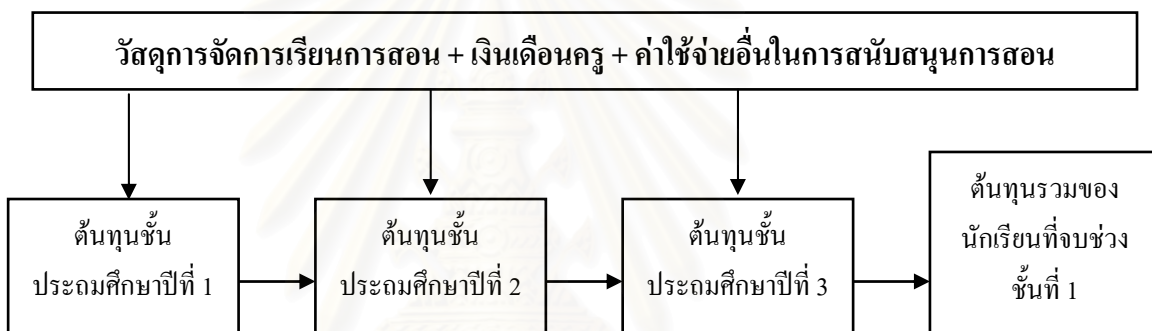 วัสดุการจัดการเรียนการสอน + เงินเดือนครู + ค่าใช้จ่ายอื่นในการสนับสนุนการสอน
ต้นทุนชั้น
ประถมศึกษาปีที่ 1
ต้นทุนชั้น
ประถมศึกษาปีที่ 2
ต้นทุนชั้น
ประถมศึกษาปีที่ 3
ต้นทุนรวมของ
นักเรียนที่จบช่วง
ชั้นที่ 1